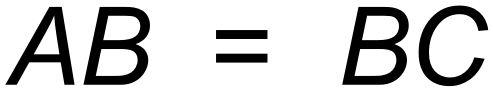 AB = BC